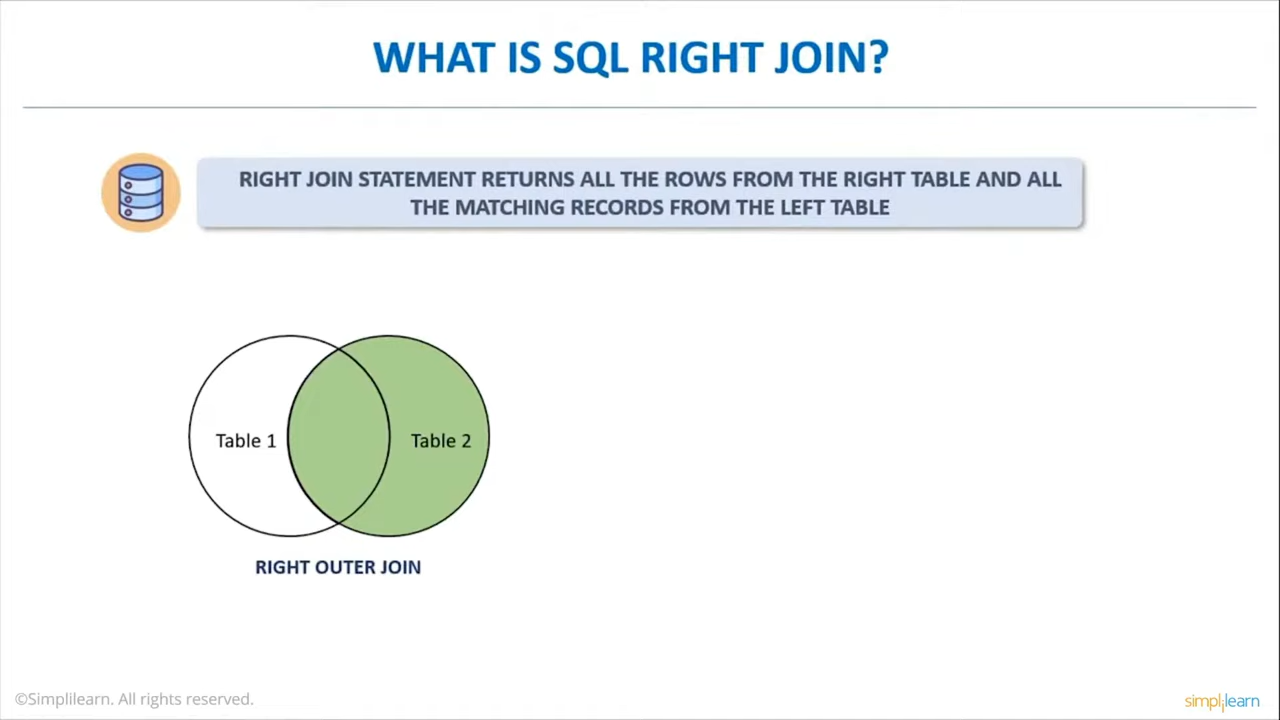 WHAT IS SQL RIGHT JOIN?
RIGHT JOIN STATEMENT RETURNS ALL THE ROWS FROM THE RIGHT TABLE AND ALL
THE MATCHING RECORDS FROM THE LEFT TABLE
Table 1
Table 2
RIGHT OUTER JOIN
©Simplilearn. All rights reserved.
simplilearn